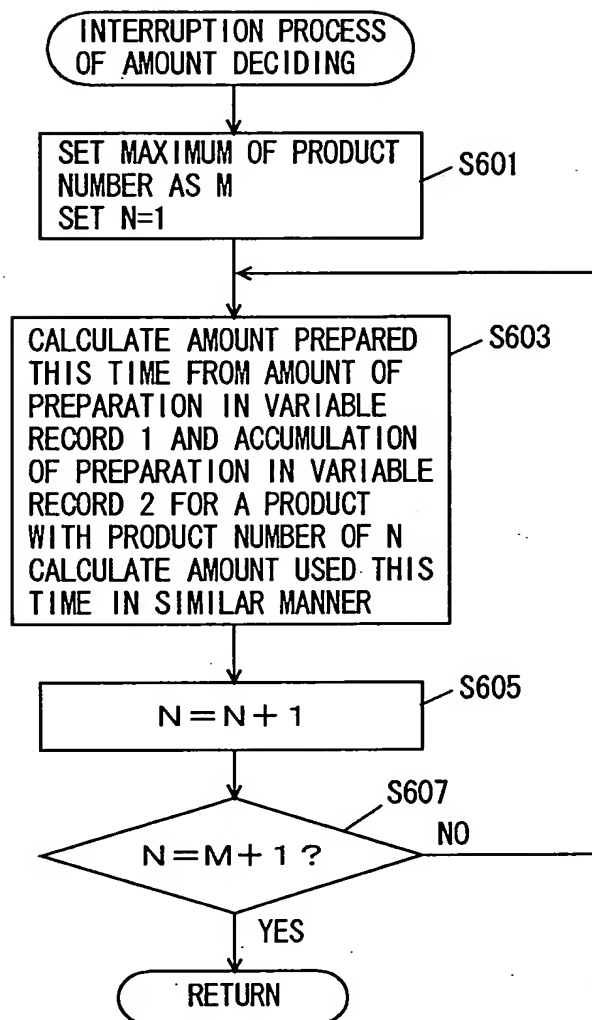 INTERRUPTION PROCESS
OF AMOUNT DECIDING
SET MAXIMUM OF PRODUCT
NUMBER AS M
SET N=1
S601
CALCULATE AMOUNT PREPARED
THIS TIME FROM AMOUNT OF
PREPARATION IN VARIABLE
RECORD 1 AND ACCUMULATION
OF PREPARATION IN VARIABLE
RECORD 2 FOR A PRODUCT
WITH PRODUCT NUMBER OF N
CALCULATE AMOUNT USED THIS
TIME IN SIMILAR MANNER
S603
N=N+1
S605
N=M+1?
S607
NO
YES
RETURN